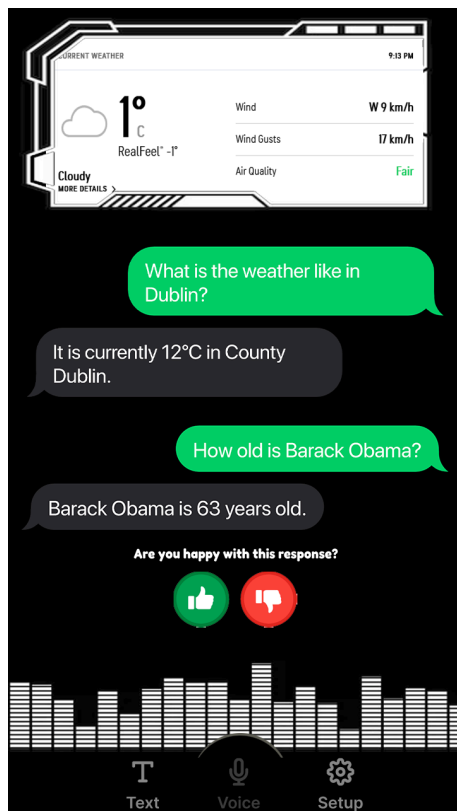 CURRENT WEATHER
9:13 PM
1°
C
RealFeel® -1°
Cloudy
MORE DETAILS >
Wind
W 9 km/h
Wind Gusts
17 km/h
Air Quality
Fair
What is the weather like in
Dublin?
It is currently 12°C in County
Dublin.
How old is Barack Obama?
Barack Obama is 63 years old.
Are you happy with this response?
Text
Voice
Setup